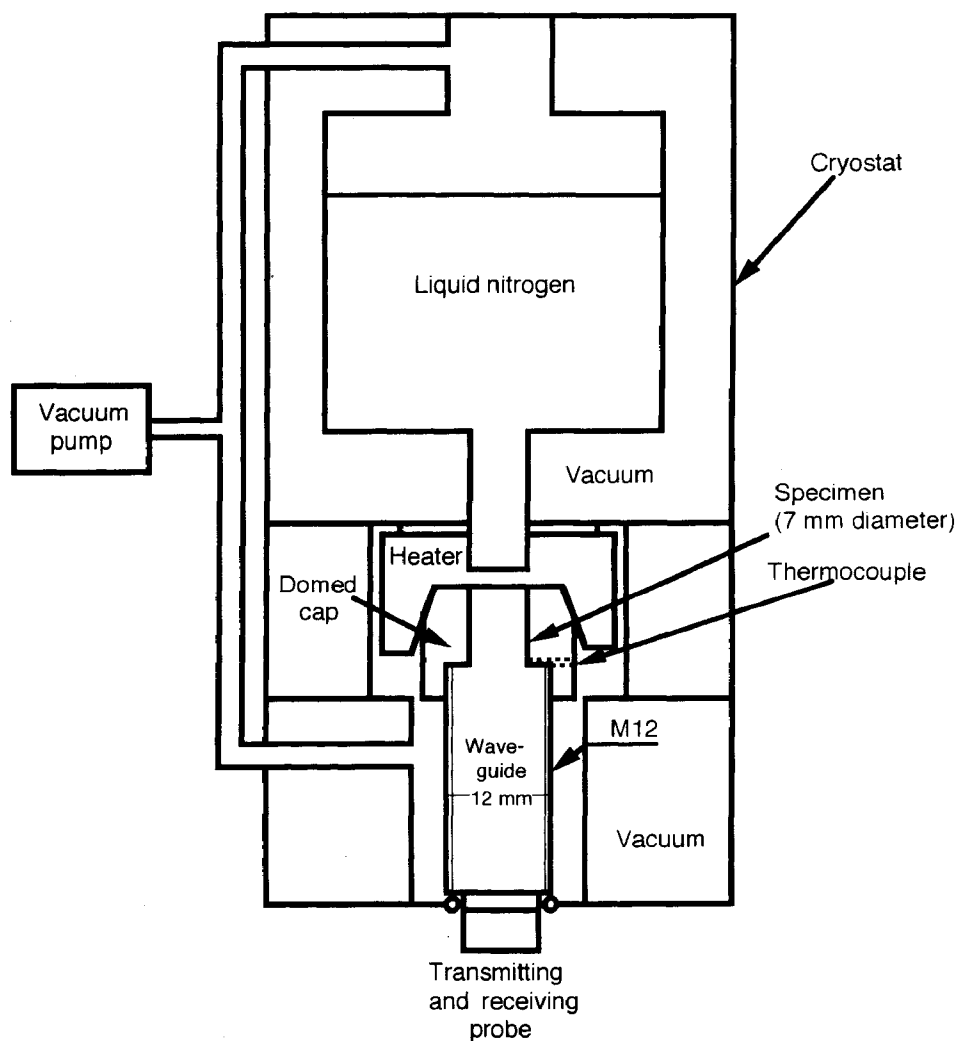 Cryostat
Liquid nitrogen
Vacuum
pump
Vacuum
Specimen
(7 mm diameter)
Heater
Thermocouple
Domed
cap
M12
Wave-
guide
12 mm
Vacuum
Transmitting
and receiving
probe